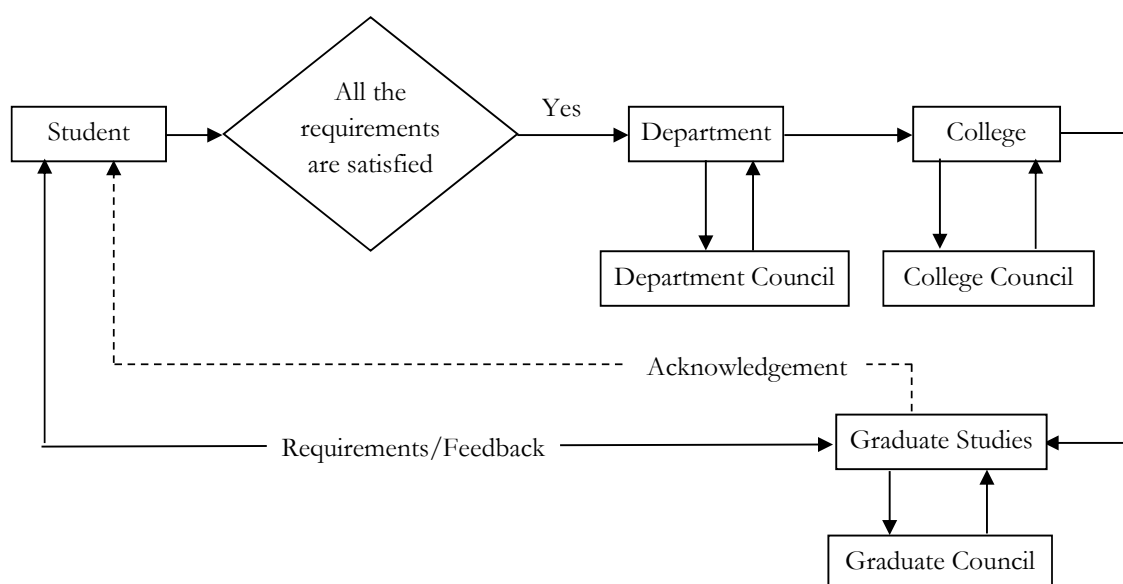 All the
requirements
are satisfied
Yes
Student
Department
College
Department Council
College Council
Acknowledgement
Requirements/Feedback
Graduate Studies
Graduate Council